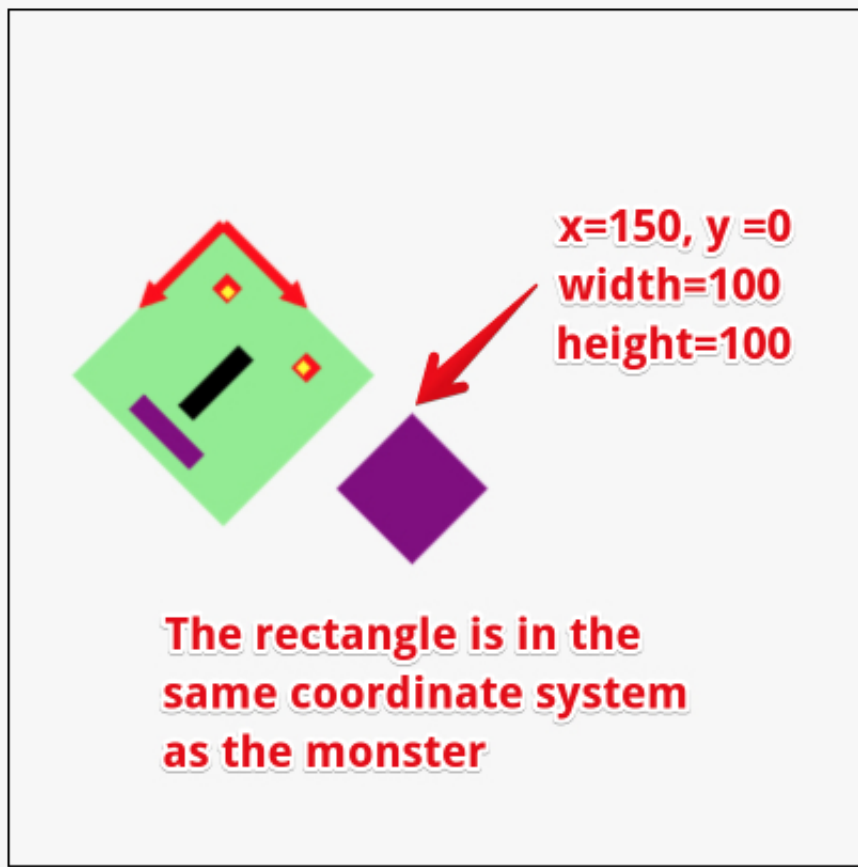 x=150, y =0
width=100
height=100
The rectangle is in the
same coordinate system
as the monster